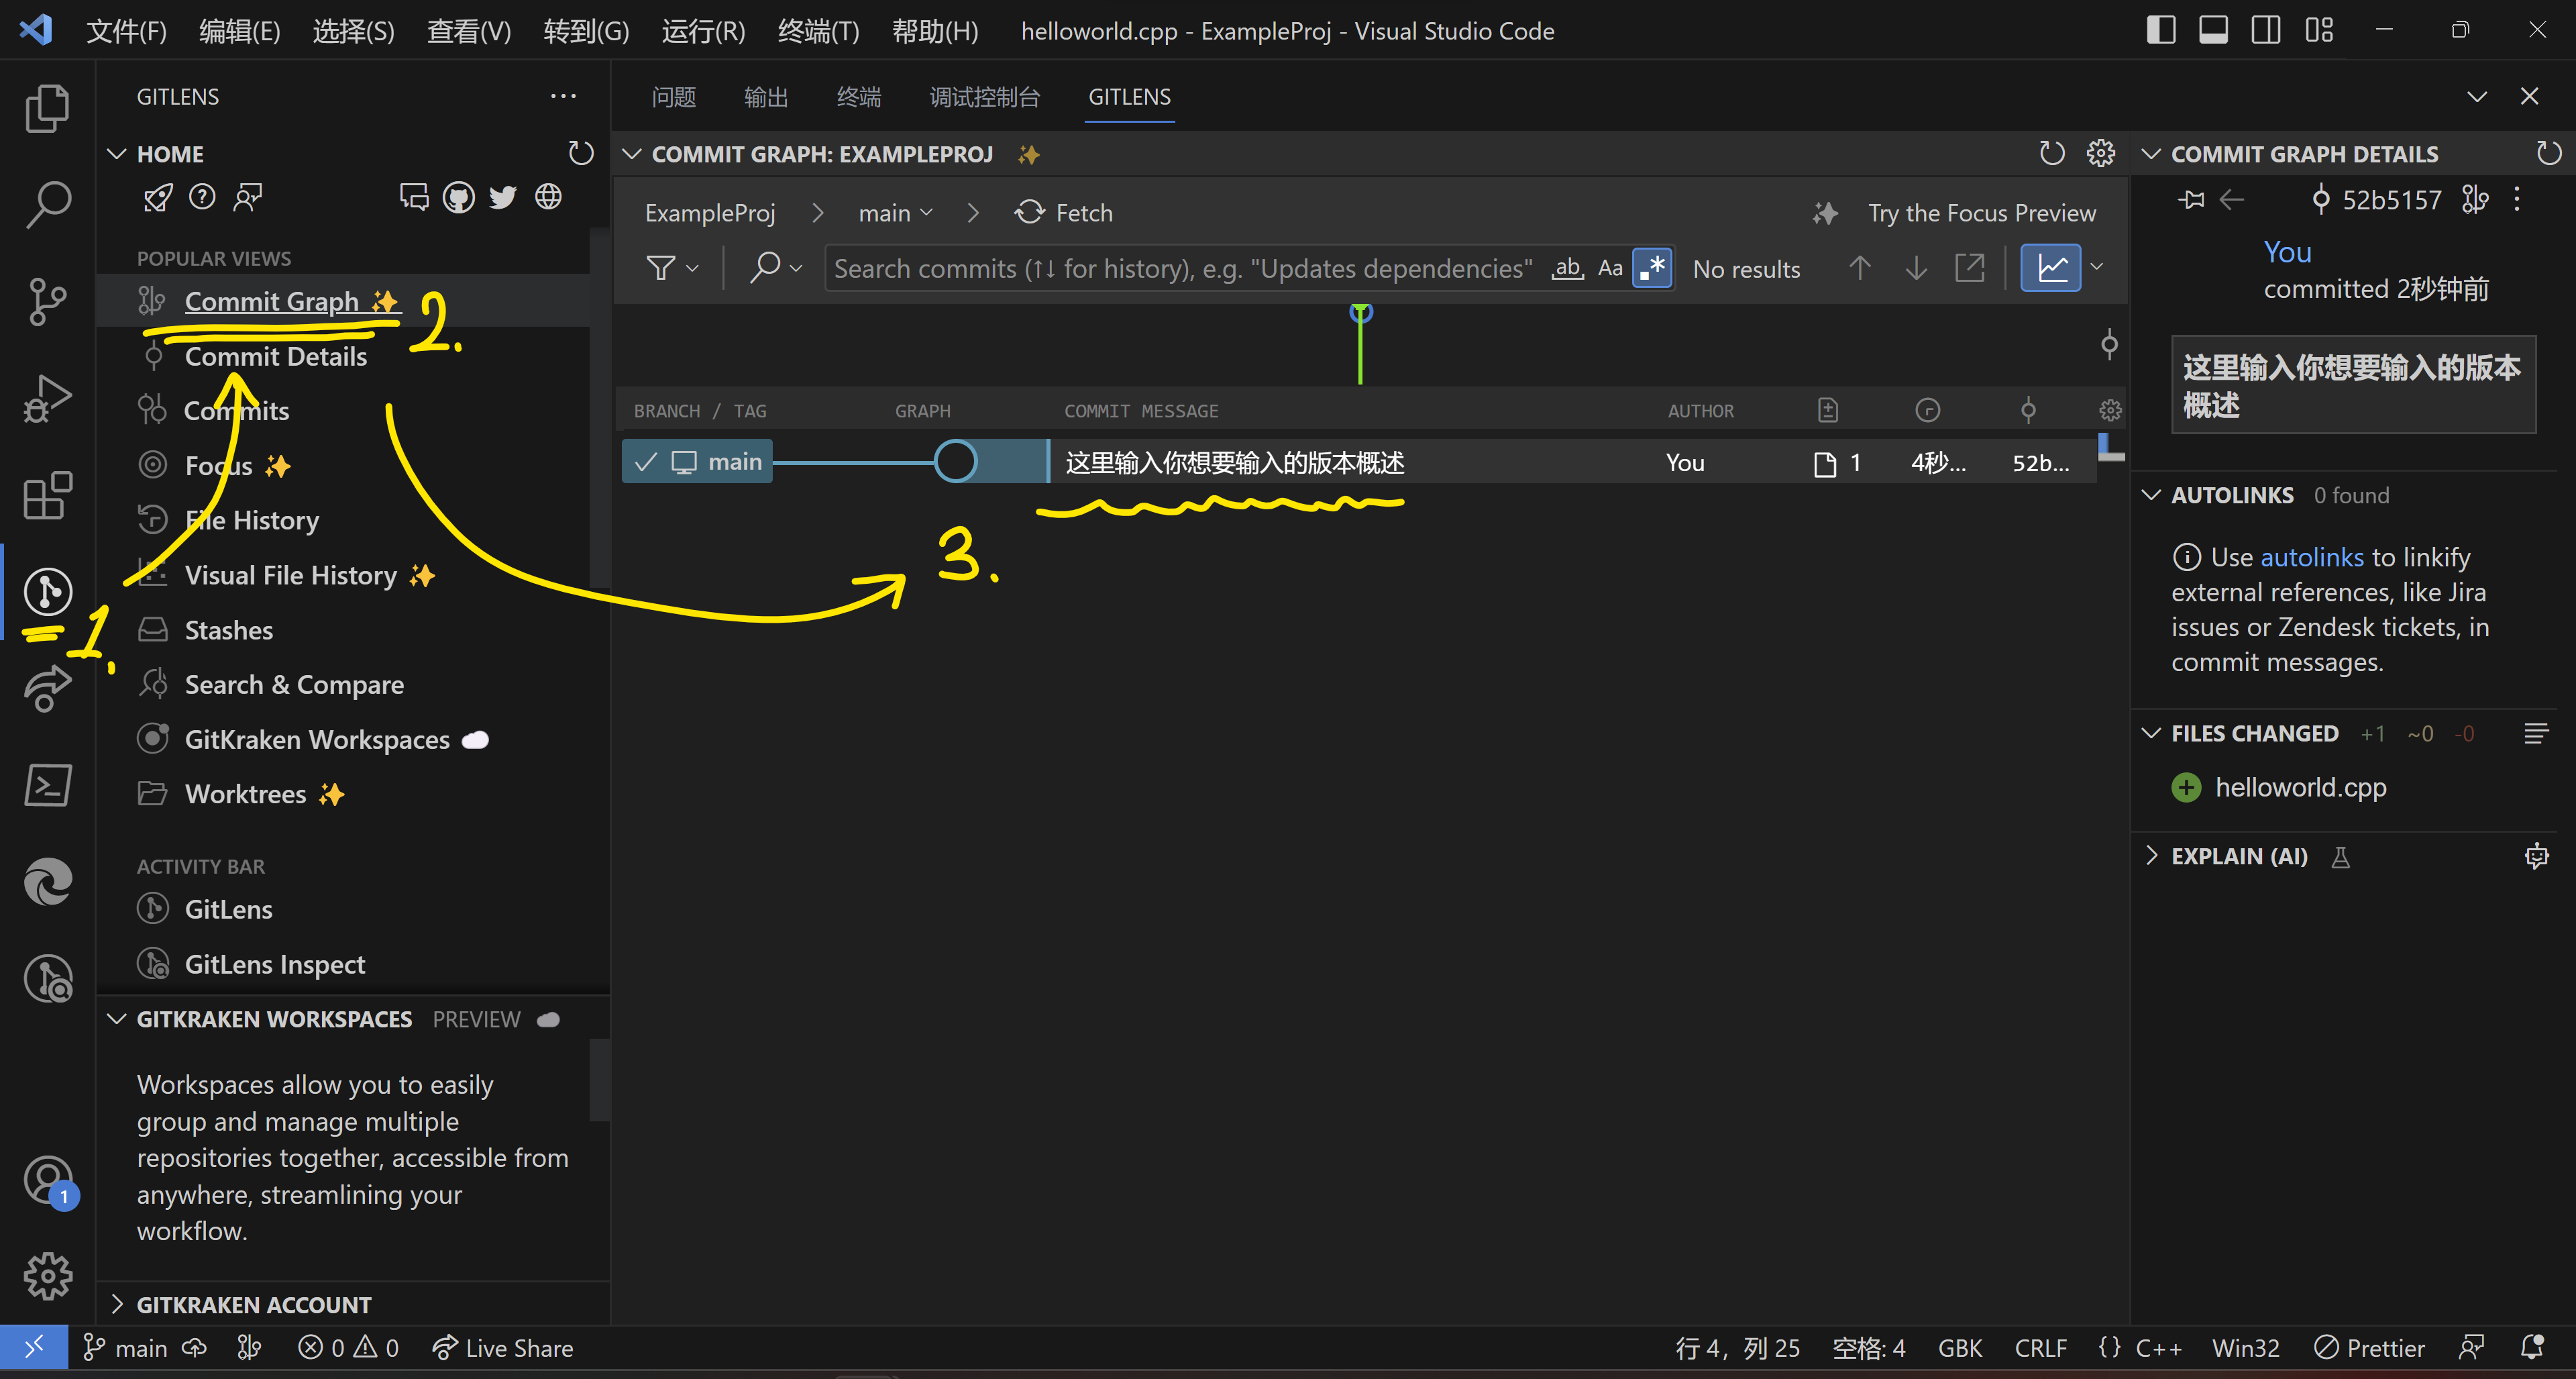 文件(F) 编辑(E) 选择(S) 查看(V) 转到(G) 运行(R) 终端(T) 帮助(H) helloworld.cpp - ExampleProj - Visual Studio Code
GITLENS
HOME
POPULAR VIEWS
Commit Graph
2.
Commit Details
Commits
Focus
File History
Visual File History
1.
Stashes
Search & Compare
GitKraken Workspaces
Worktrees
ACTIVITY BAR
GitLens
GitLens Inspect
GITKRAKEN WORKSPACES PREVIEW
Workspaces allow you to easily
group and manage multiple
repositories together, accessible from
anywhere, streamlining your
workflow.
GITKRAKEN ACCOUNT
1
问题 输出 终端 调试控制台 GITLENS
COMMIT GRAPH: EXAMPLEPROJ
ExampleProj main Fetch Try the Focus Preview
Search commits (↑↓ for history), e.g. "Updates dependencies" ab Aa .* No results
BRANCH / TAG GRAPH COMMIT MESSAGE AUTHOR
main 这里输入你想要输入的版本概述 You 1 4秒... 52b...
3.
COMMIT GRAPH DETAILS
52b5157
You
committed 2秒钟前
这里输入你想要输入的版本
概述
AUTOLINKS 0 found
Use autolinks to linkify
external references, like Jira
issues or Zendesk tickets, in
commit messages.
FILES CHANGED +1 ~0 -0
helloworld.cpp
EXPLAIN (AI)
main 0 0 Live Share 行 4，列 25 空格: 4 GBK CRLF {} C++ Win32 Prettier